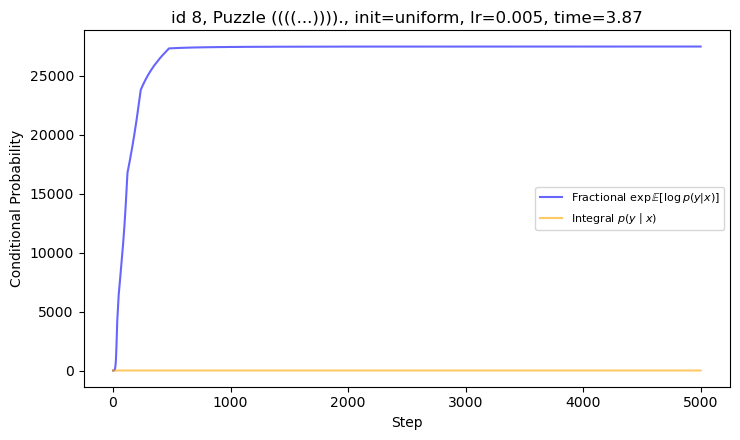 id 8, Puzzle ((((...))))., init=uniform, lr=0.005, time=3.87
Conditional Probability
25000
20000
15000
10000
5000
0
Fractional exp𝔼[log p(y|x)]
Integral p(y | x)
0 1000 2000 3000 4000 5000
Step